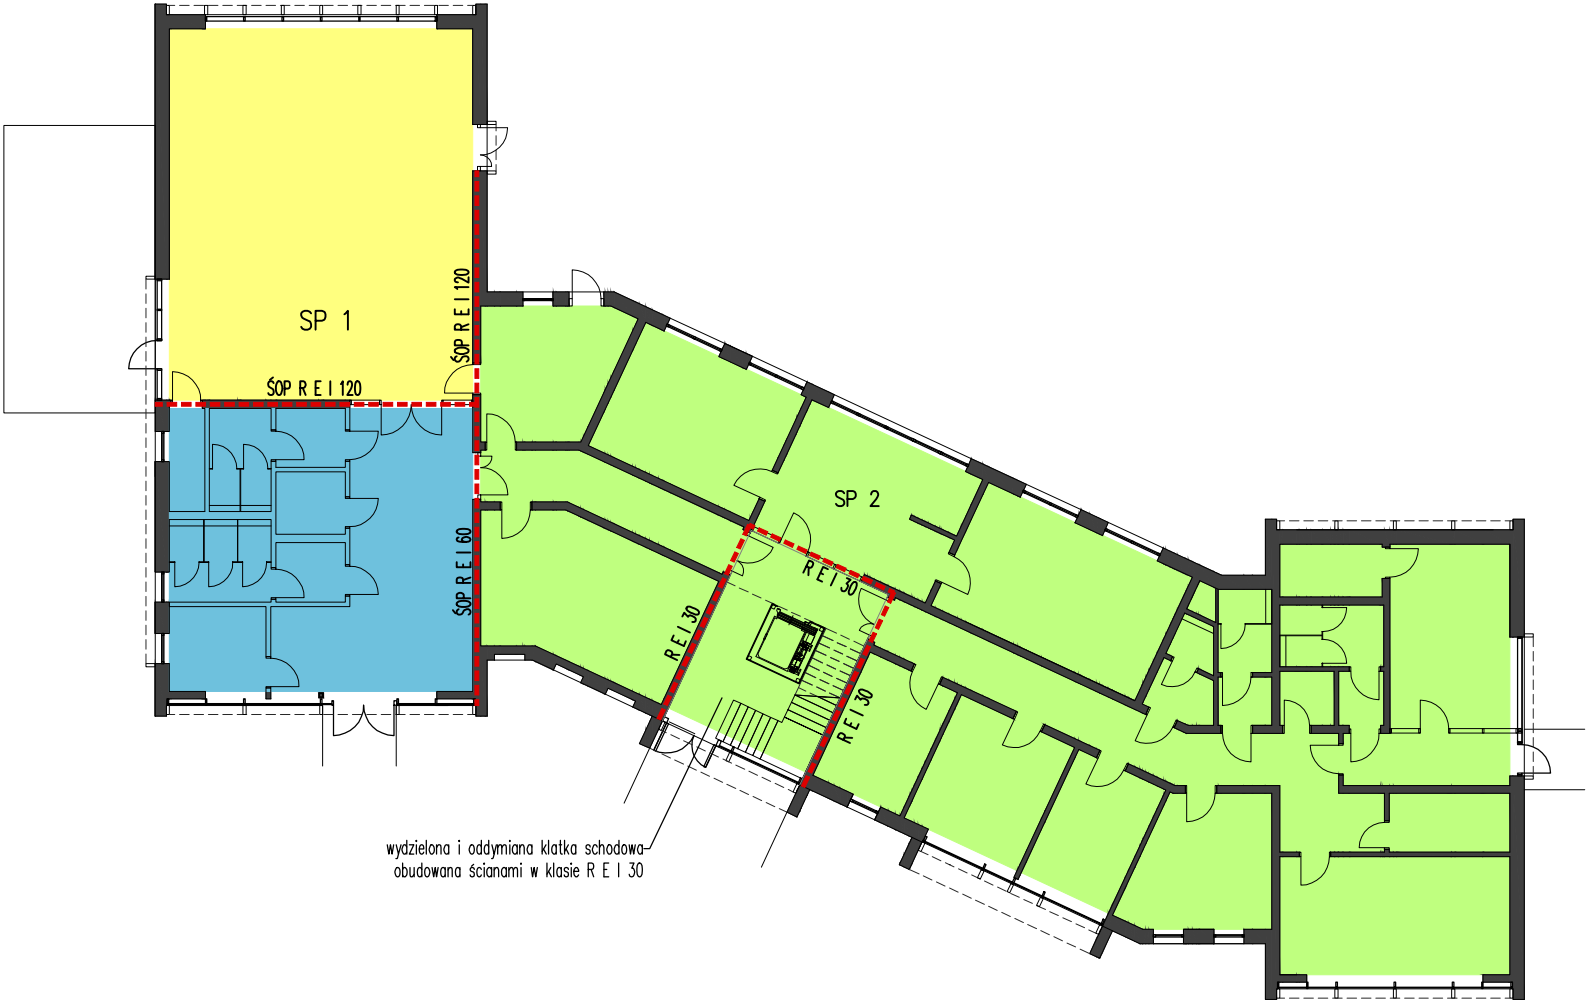 SP 1
ŚOP R E I 120
ŚOP R E I 120
SP 2
ŚOP R E I 60
R E I 30
R E I 30
R E I 30
wydzielona i oddymiana klatka schodowa
obudowana ścianami w klasie R E I 30